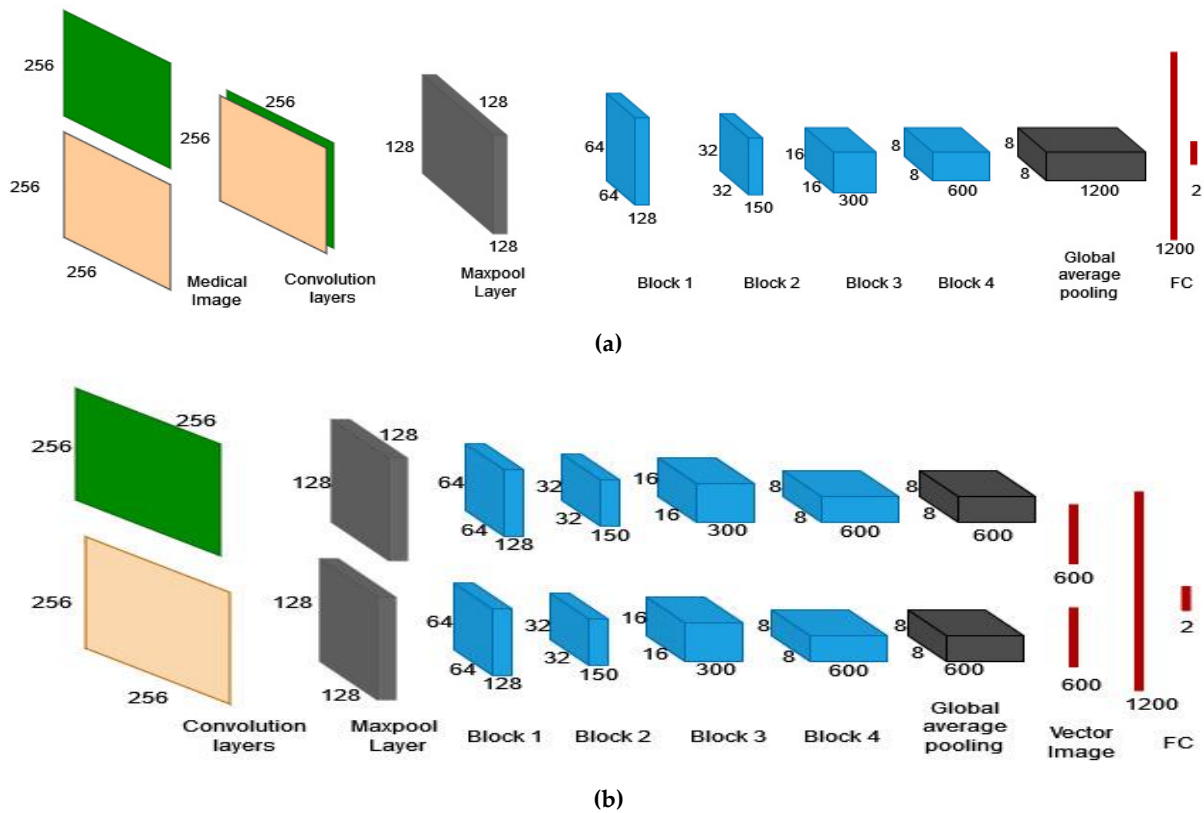 256
256
256
256
256
256
Medical
Image
Convolution
layers
128
128
128
Maxpool
Layer
64
64
128
Block 1
32
32
150
Block 2
16
16
300
Block 3
8
8
600
Block 4
8
8
1200
Global
average
pooling
1200
2
FC
(a)
256
256
256
256
Convolution
layers
128
128
128
128
Maxpool
Layer
64
64
128
64
64
128
Block 1
32
32
150
32
32
150
Block 2
16
16
300
16
16
300
Block 3
8
8
600
8
8
600
Block 4
8
8
600
8
8
600
Global
average
pooling
600
600
Vector
Image
1200
2
FC
(b)